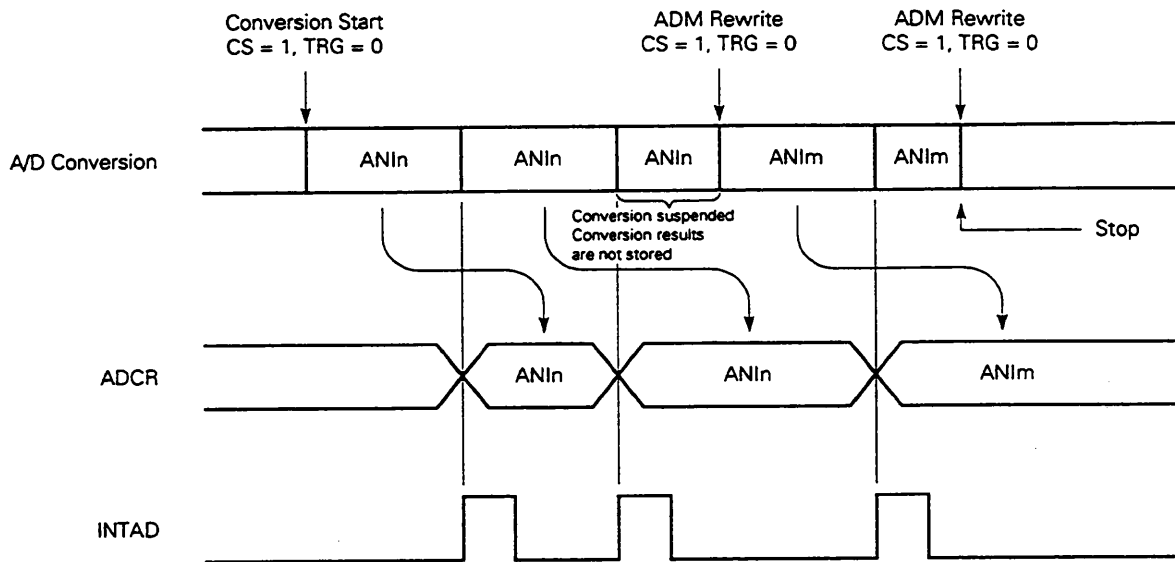 Conversion Start
CS = 1, TRG = 0
ADM Rewrite
CS = 1, TRG = 0
ADM Rewrite
CS = 1, TRG = 0
A/D Conversion
ANIn
ANIn
ANIn
ANIm
ANIm
Conversion suspended
Conversion results
are not stored
Stop
ADCR
ANIn
ANIn
ANIm
INTAD